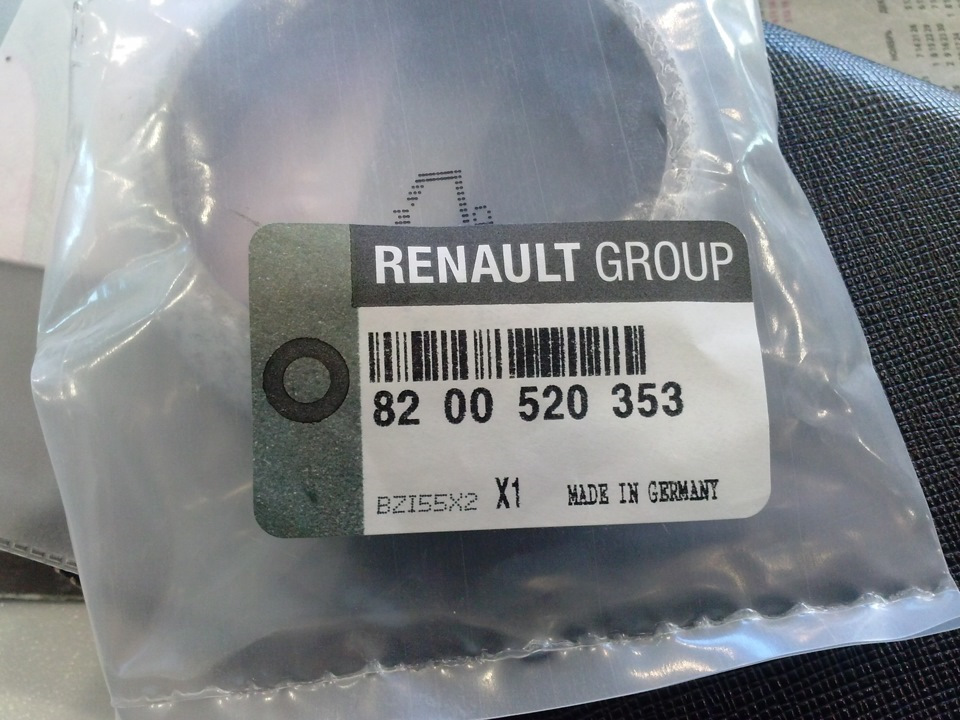 RENAULT GROUP
82 00 520 353
BZI55X2 X1 MADE IN GERMANY